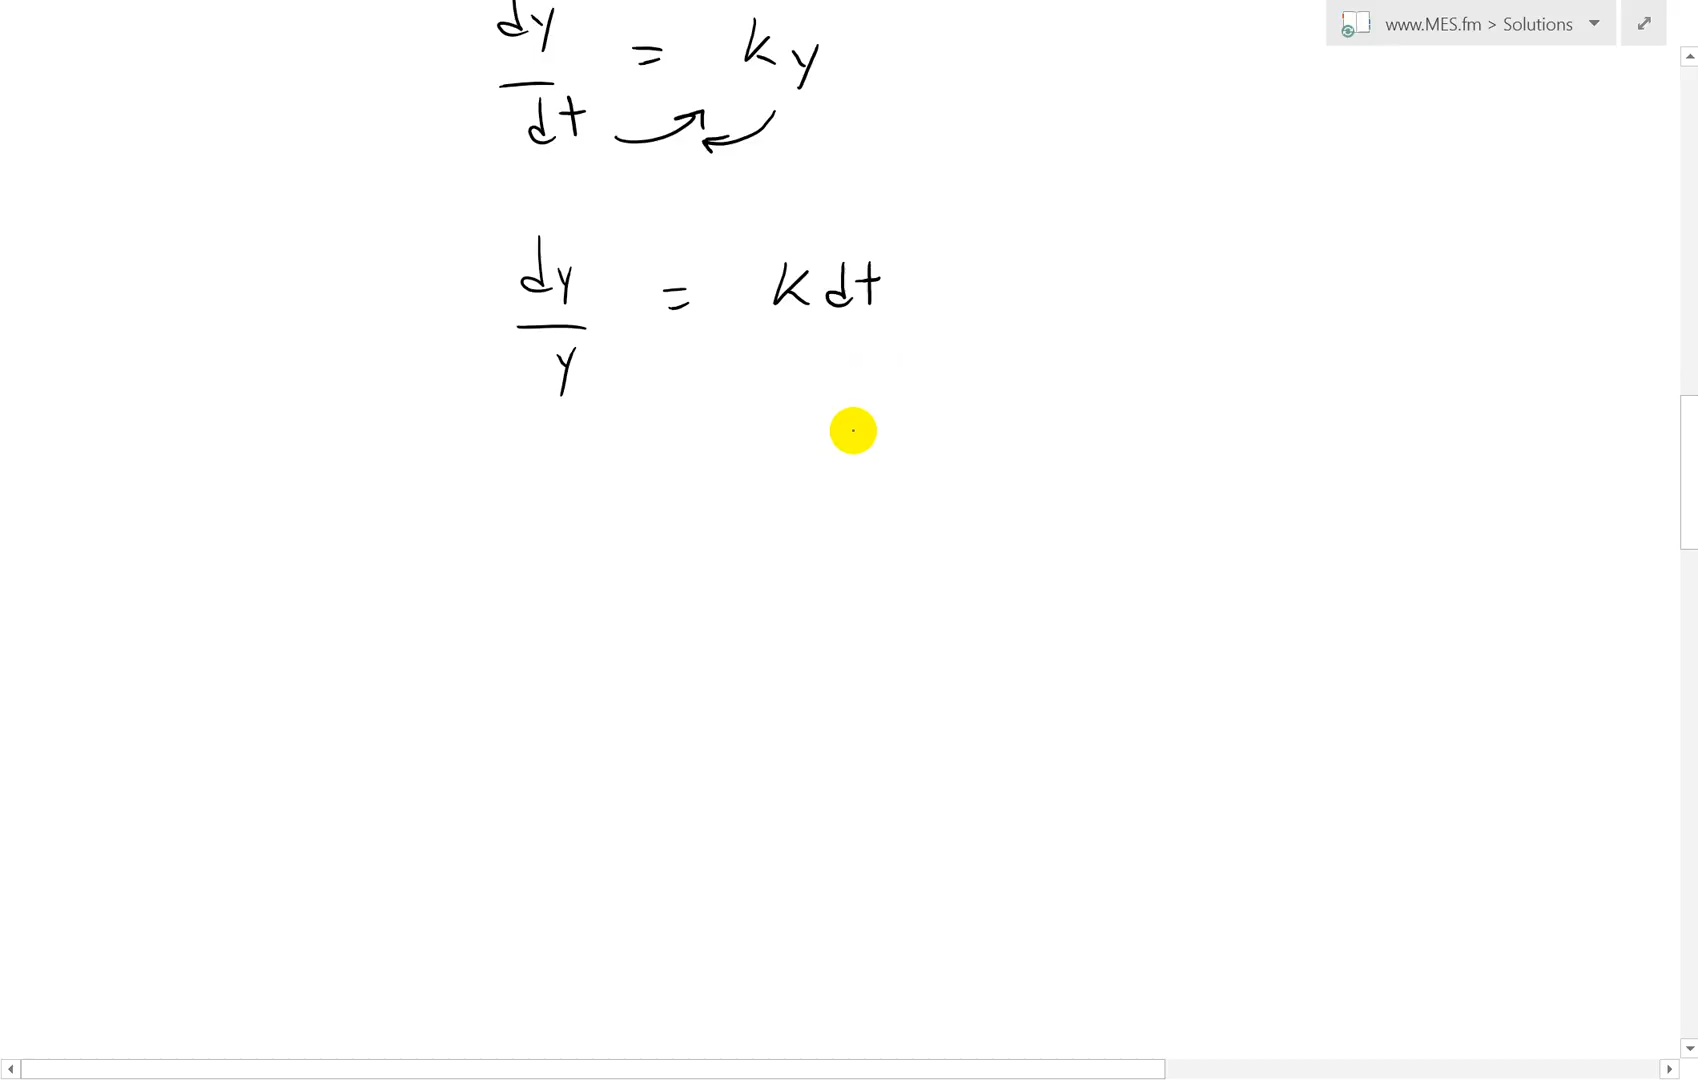 www.MES.fm > Solutions
dy/dt = ky
dy/y = k dt